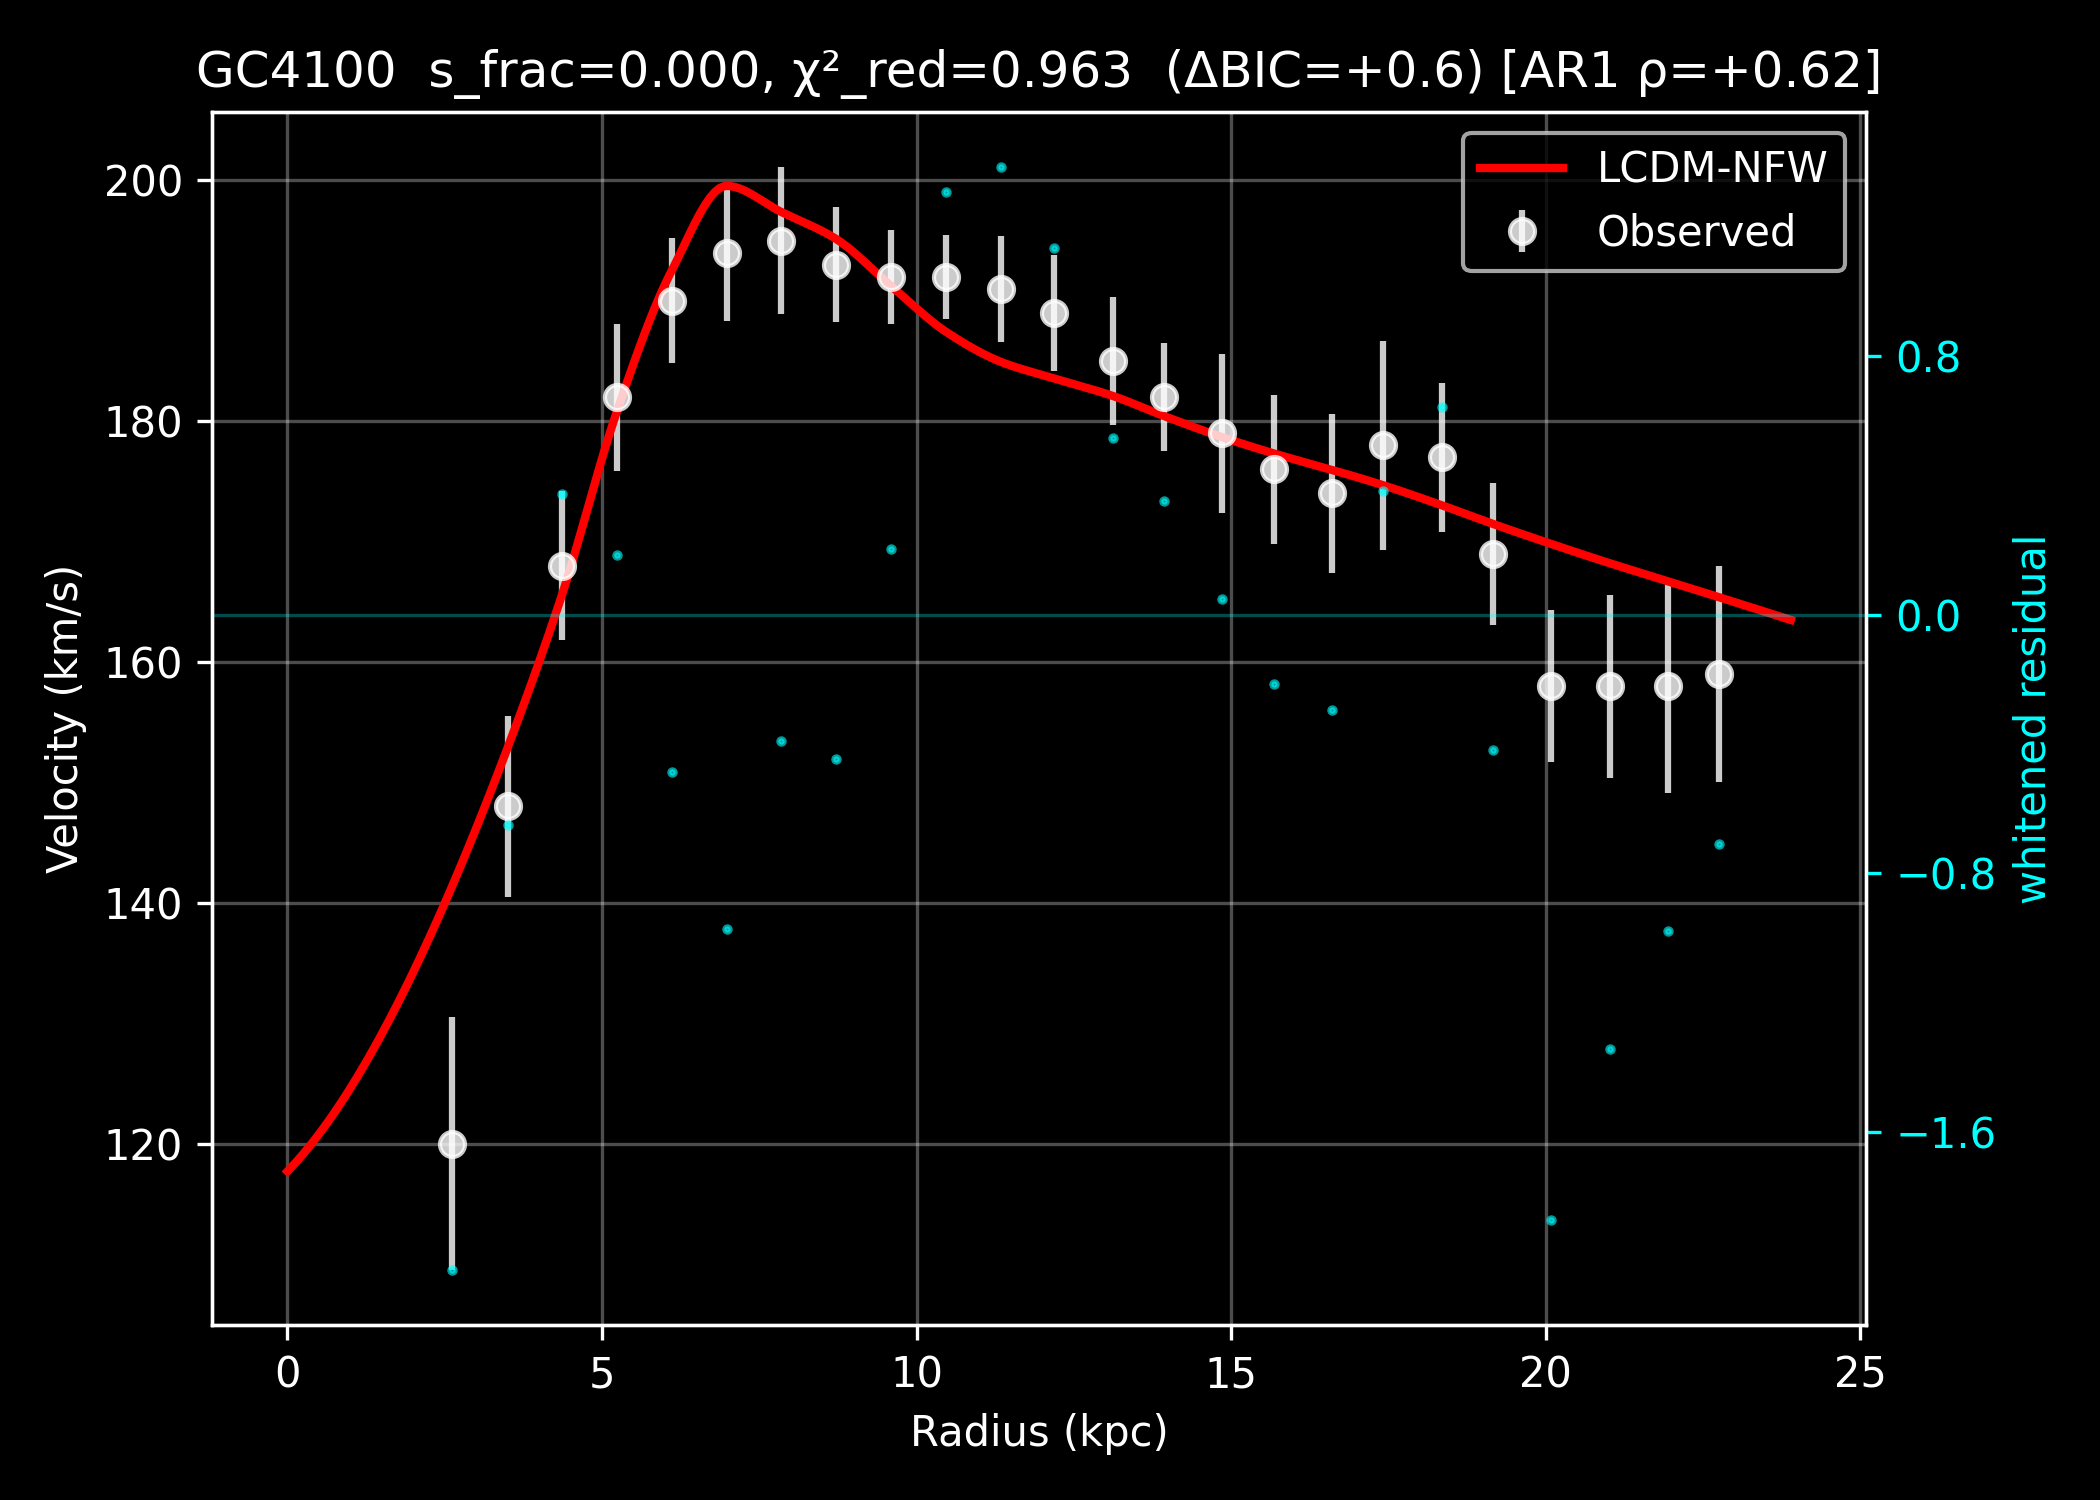 GC4100  s_frac=0.000, χ²_red=0.963  (ΔBIC=+0.6) [AR1 ρ=+0.62]
LCDM-NFW
Observed
200
180
160
140
120
Velocity (km/s)
0.8
0.0
−0.8
−1.6
whitened residual
0 5 10 15 20 25
Radius (kpc)